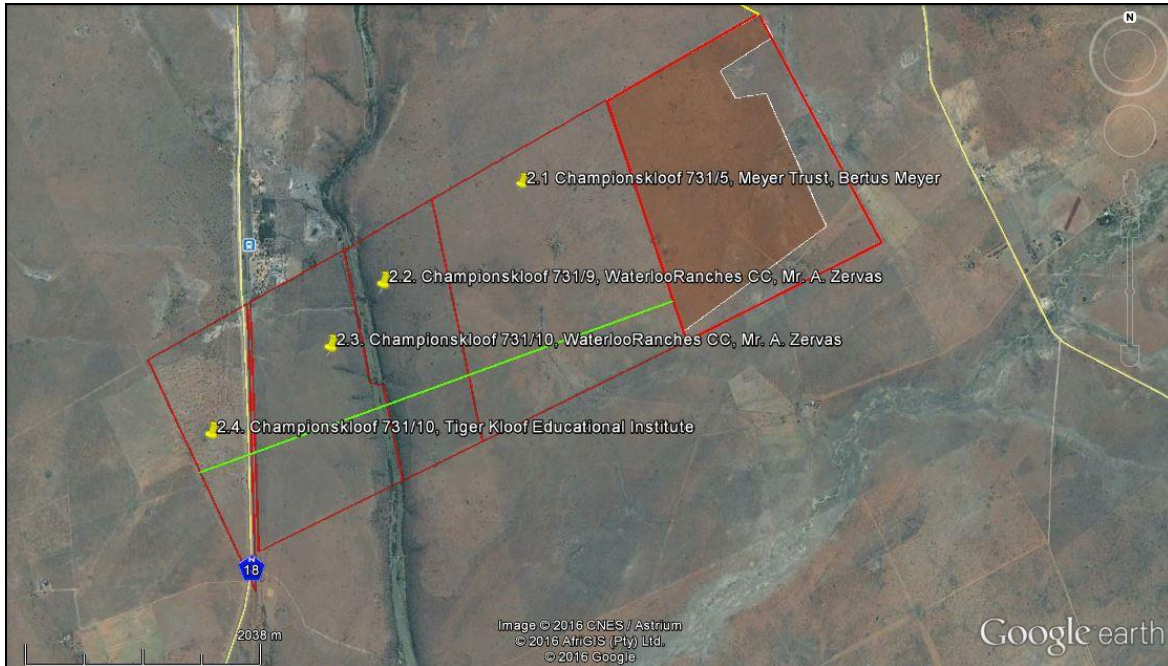 N
2.1 Championskloof 731/5, Meyer Trust, Bertus Meyer
2.2. Championskloof 731/9, WaterlooRanches CC, Mr. A. Zervas
2.3. Championskloof 731/10, WaterlooRanches CC, Mr. A. Zervas
2.4. Championskloof 731/10, Tiger Kloof Educational Institute
18
2038 m
Image © 2016 CNES / Astrium
© 2016 AfriGIS (Pty) Ltd.
© 2016 Google
Google earth